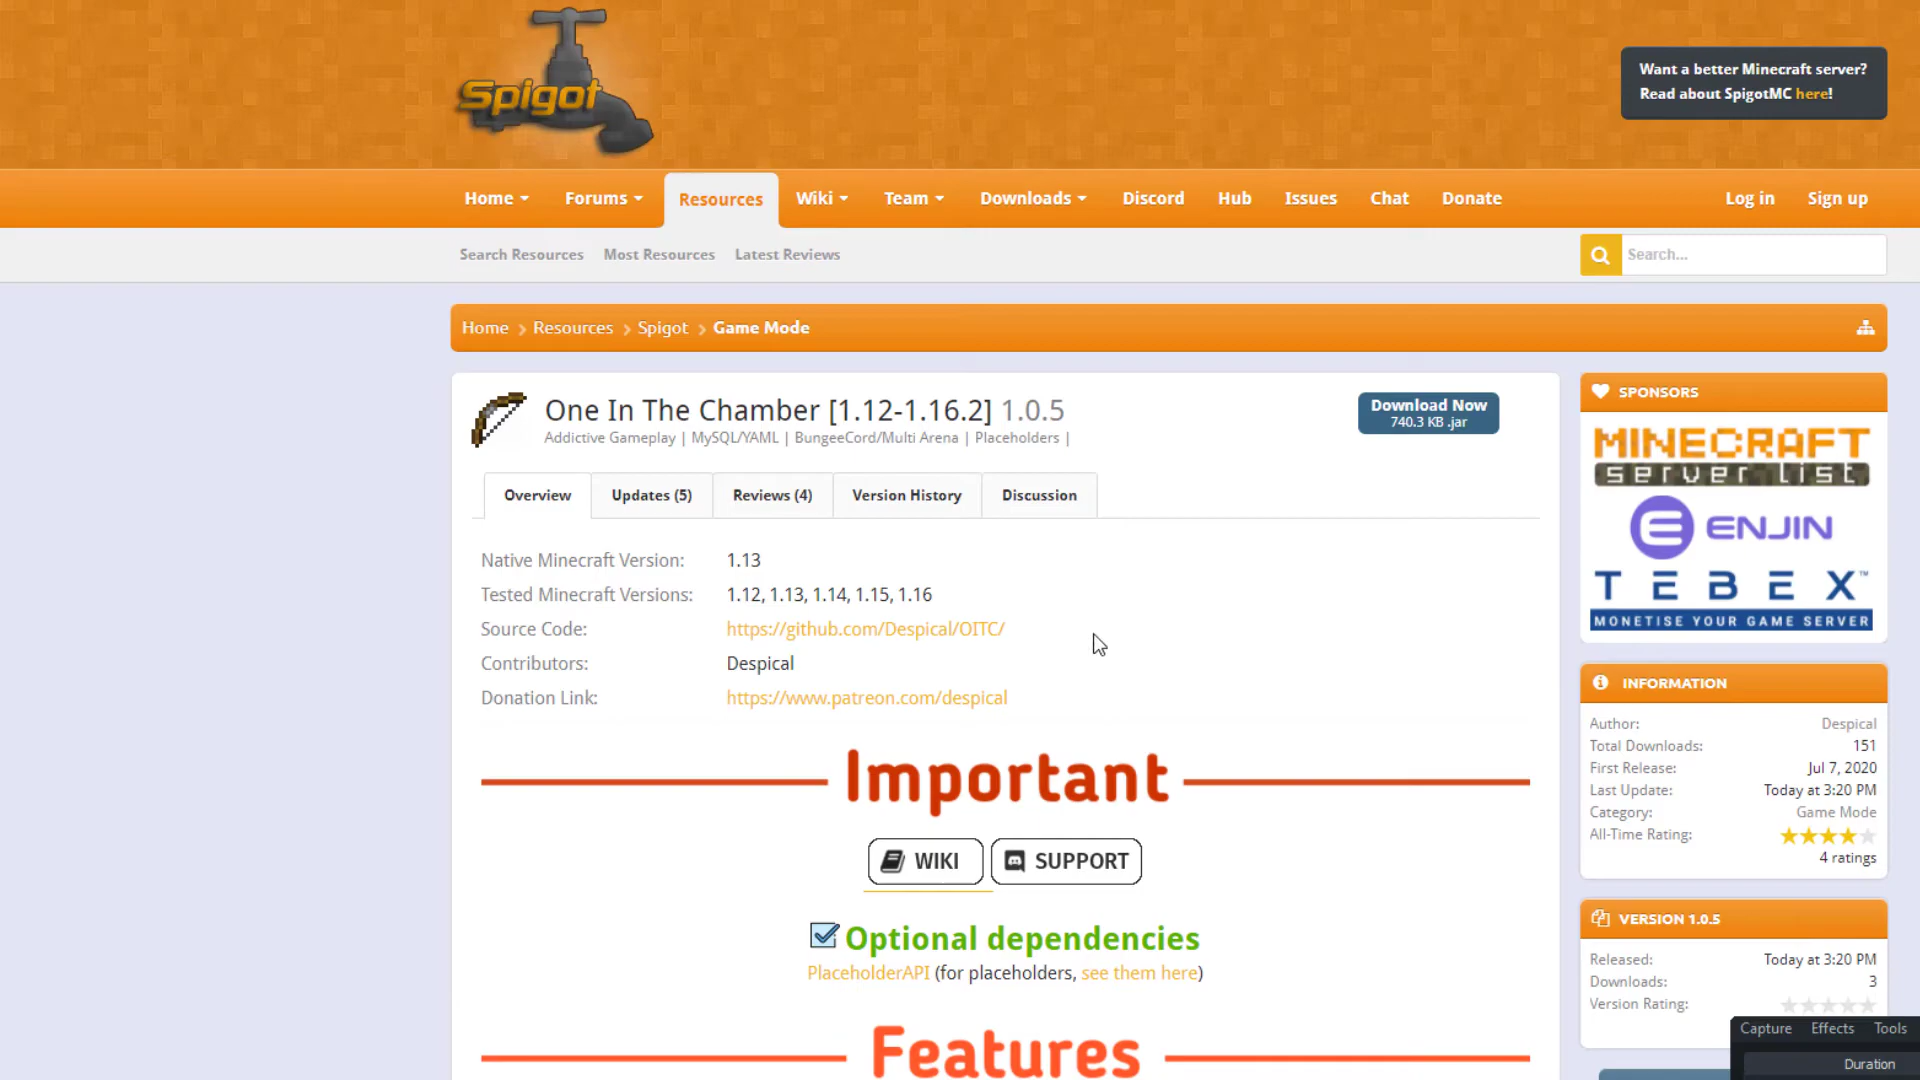 Spigot
Want a better Minecraft server?
Read about SpigotMC here!
Home Forums Resources Wiki Team Downloads Discord Hub Issues Chat Donate Log in Sign up
Search Resources Most Resources Latest Reviews Search...
Home Resources Spigot Game Mode
One In The Chamber [1.12-1.16.2] 1.0.5
Addictive Gameplay | MySQL/YAML | BungeeCord/Multi Arena | Placeholders |
Download Now
740.3 KB .jar
Overview Updates (5) Reviews (4) Version History Discussion
Native Minecraft Version: 1.13
Tested Minecraft Versions: 1.12, 1.13, 1.14, 1.15, 1.16
Source Code: https://github.com/Despical/OITC/
Contributors: Despical
Donation Link: https://www.patreon.com/despical
Important
WIKI SUPPORT
Optional dependencies
PlaceholderAPI (for placeholders, see them here)
Features
SPONSORS
MINECRAFT
server list
ENJIN
TEBEX™
MONETISE YOUR GAME SERVER
INFORMATION
Author: Despical
Total Downloads: 151
First Release: Jul 7, 2020
Last Update: Today at 3:20 PM
Category: Game Mode
All-Time Rating:
4 ratings
VERSION 1.0.5
Released: Today at 3:20 PM
Downloads: 3
Version Rating:
Capture Effects Tools
Duration